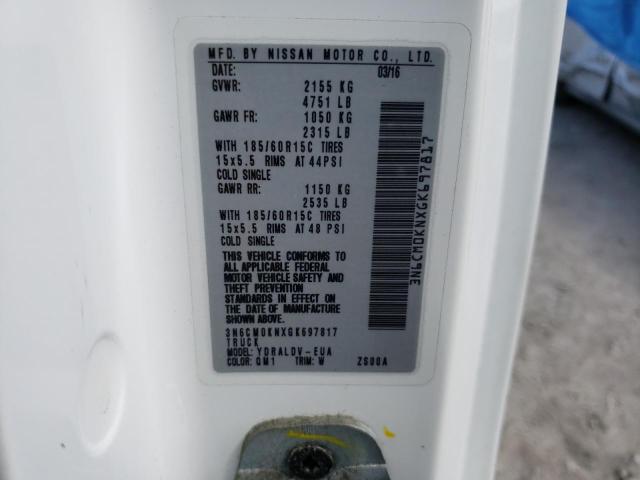 MFD. BY NISSAN MOTOR CO., LTD.
DATE: 03/16
GVWR: 2155 KG
4751 LB
GAWR FR: 1050 KG
2315 LB
WITH 185/60R15C TIRES
15x5.5 RIMS AT 44PSI
COLD SINGLE
GAWR RR: 1150 KG
2535 LB
WITH 185/60R15C TIRES
15x5.5 RIMS AT 48 PSI
COLD SINGLE
THIS VEHICLE CONFORMS TO
ALL APPLICABLE FEDERAL
MOTOR VEHICLE SAFETY
AND THEFT PREVENTION
STANDARDS IN EFFECT ON
THE DATE OF MANUFACTURE
SHOWN ABOVE.
3N6CM0KNXGK697817
TRUCK
MODEL: YDRALDV-EUA
COLOR: QM1 TRIM: W ZS00A
3N6CM0KNXGK697817